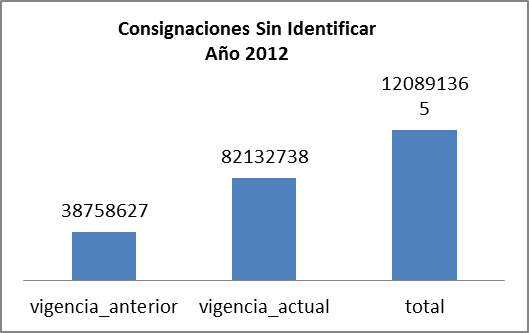 Consignaciones Sin Identificar
Año 2012
12089136
5
82132738
38758627
vigencia_anterior
vigencia_actual
total